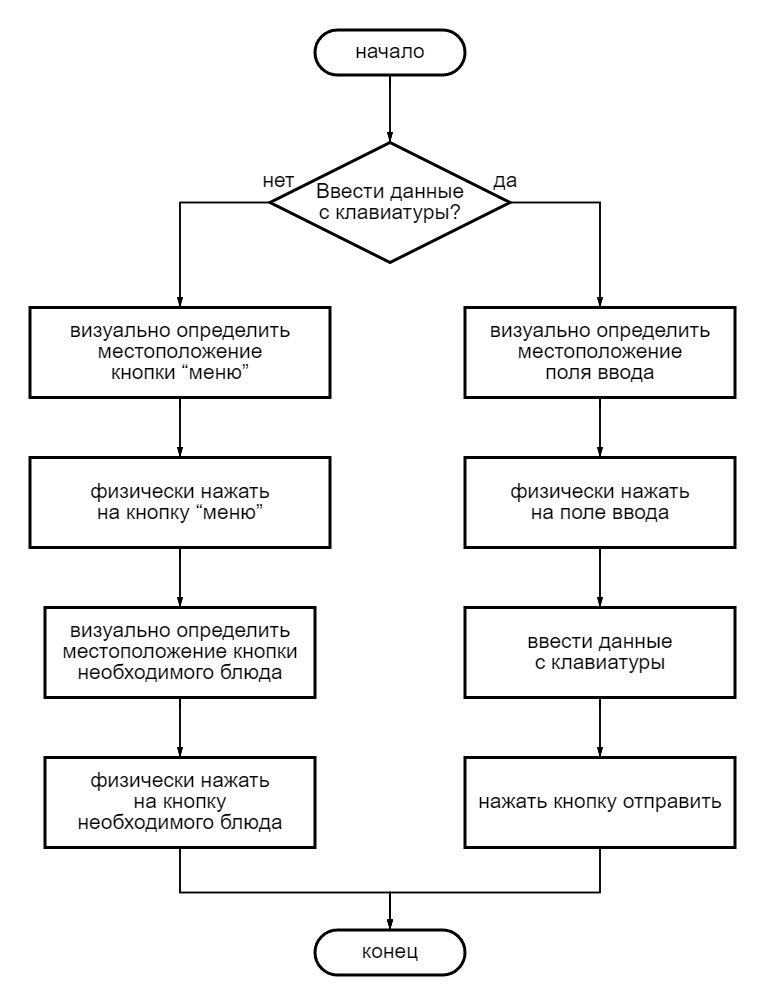 начало
нет
да
Ввести данные
с клавиатуры?
визуально определить
местоположение
кнопки “меню”
визуально определить
местоположение
поля ввода
физически нажать
на кнопку “меню”
физически нажать
на поле ввода
визуально определить
местоположение кнопки
необходимого блюда
ввести данные
с клавиатуры
физически нажать
на кнопку
необходимого блюда
нажать кнопку отправить
конец